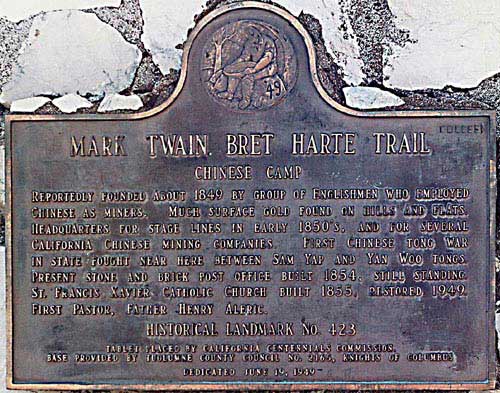 49
MARK TWAIN, BRET HARTE TRAIL
CHINESE CAMP
REPORTEDLY FOUNDED ABOUT 1849 BY GROUP OF ENGLISHMEN WHO EMPLOYED
CHINESE AS MINERS. MUCH SURFACE GOLD FOUND ON HILLS AND FLATS.
HEADQUARTERS FOR STAGE LINES IN EARLY 1850'S, AND FOR SEVERAL
CALIFORNIA CHINESE MINING COMPANIES. FIRST CHINESE TONG WAR
IN STATE FOUGHT NEAR HERE BETWEEN SAM YAP AND YAN WOO TONGS.
PRESENT STONE AND BRICK POST OFFICE BUILT 1854, STILL STANDING.
ST. FRANCIS XAVIER CATHOLIC CHURCH BUILT 1855, RESTORED 1949
FIRST PASTOR, FATHER HENRY ALERIC.
HISTORICAL LANDMARK NO. 423
TABLET PLACED BY CALIFORNIA CENTENNIALS COMMISSION.
BASE PROVIDED BY TUOLUMNE COUNTY COUNCIL NO. 2165, KNIGHTS OF COLUMBUS
DEDICATED JUNE 19, 1949